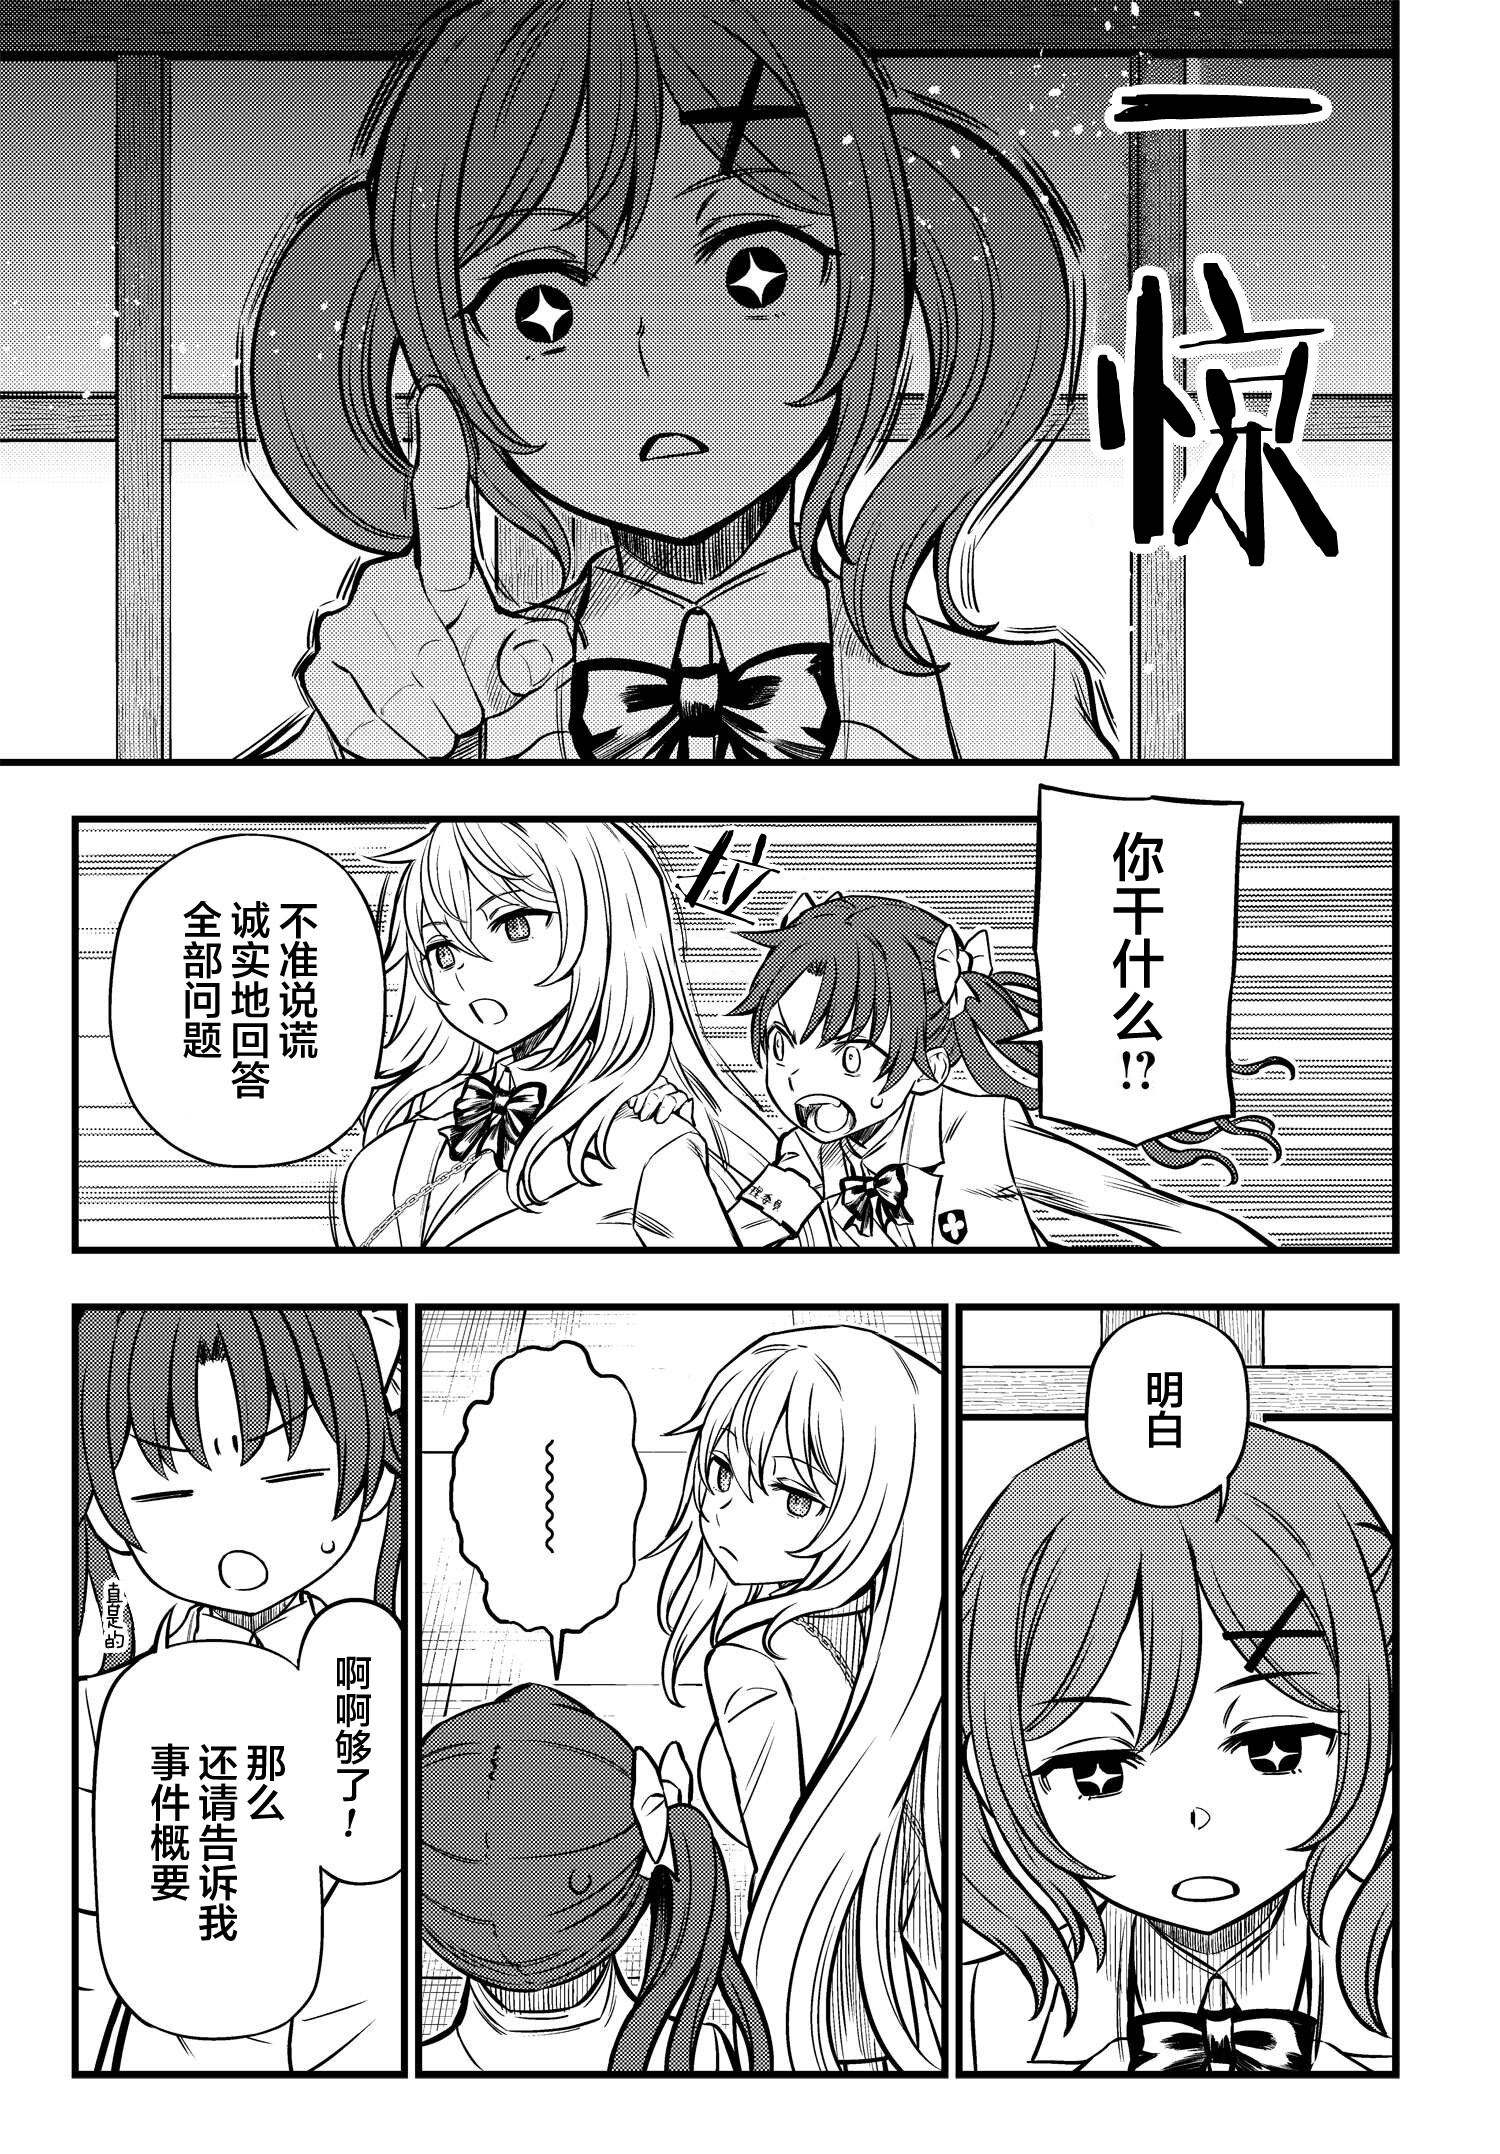 一惊
你干什么!?
不准说谎
诚实地回答
全部问题
委员
明白
啊啊够了！
那么
还请告诉我
事件概要
真是的